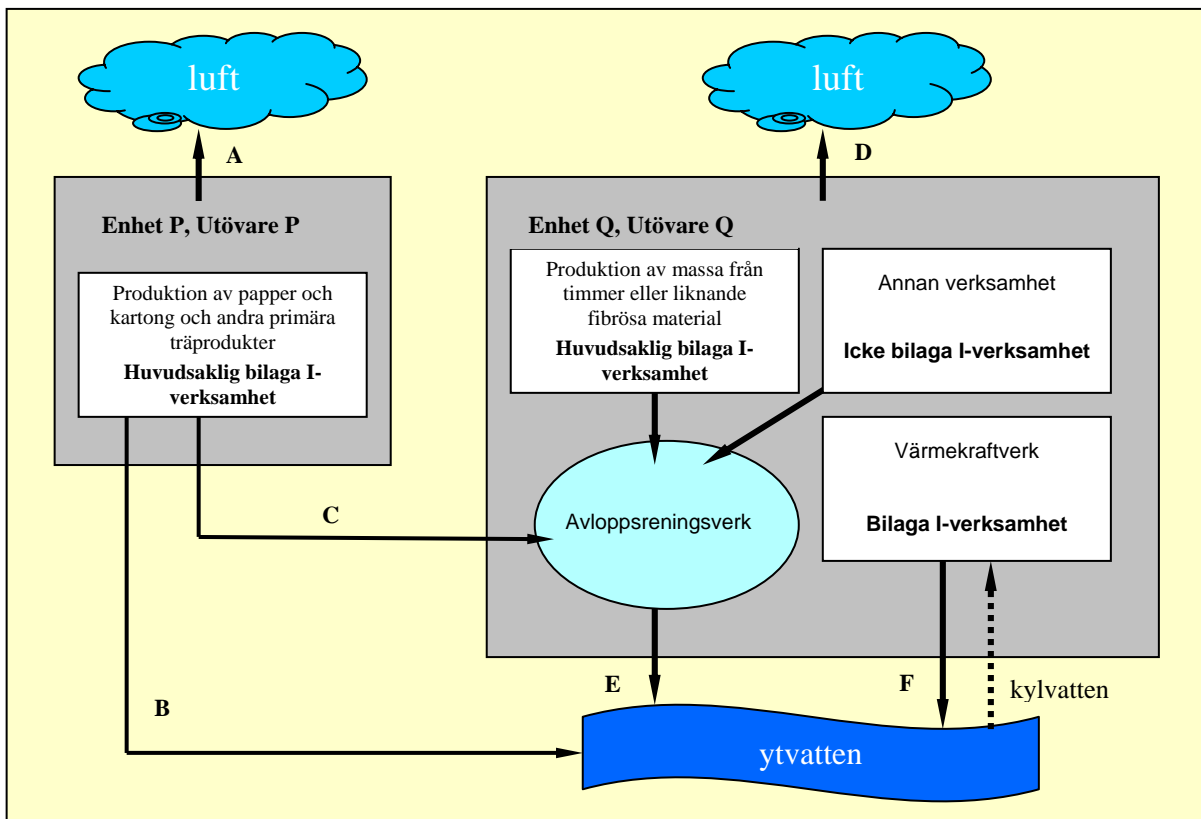 luft
luft
A
D
Enhet P, Utövare P
Produktion av papper och
kartong och andra primära
träprodukter
Huvudsaklig bilaga I-
verksamhet
Enhet Q, Utövare Q
Produktion av massa från
timmer eller liknande
fibrösa material
Huvudsaklig bilaga I-
verksamhet
Annan verksamhet
Icke bilaga I-verksamhet
Värmekraftverk
Bilaga I-verksamhet
Avloppsreningsverk
C
E
F
kylvatten
B
ytvatten